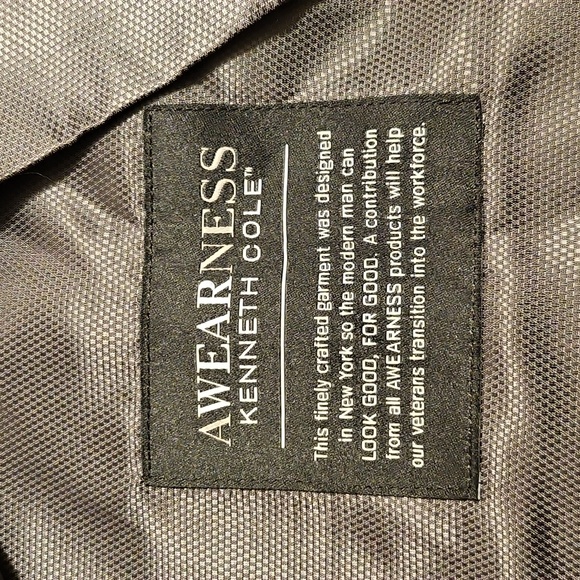 AWEARNESS
KENNETH COLE™
This finely crafted garment was designed
in New York so the modern man can
LOOK GOOD, FOR GOOD. A contribution
from all AWEARNESS products will help
our veterans transition into the workforce.